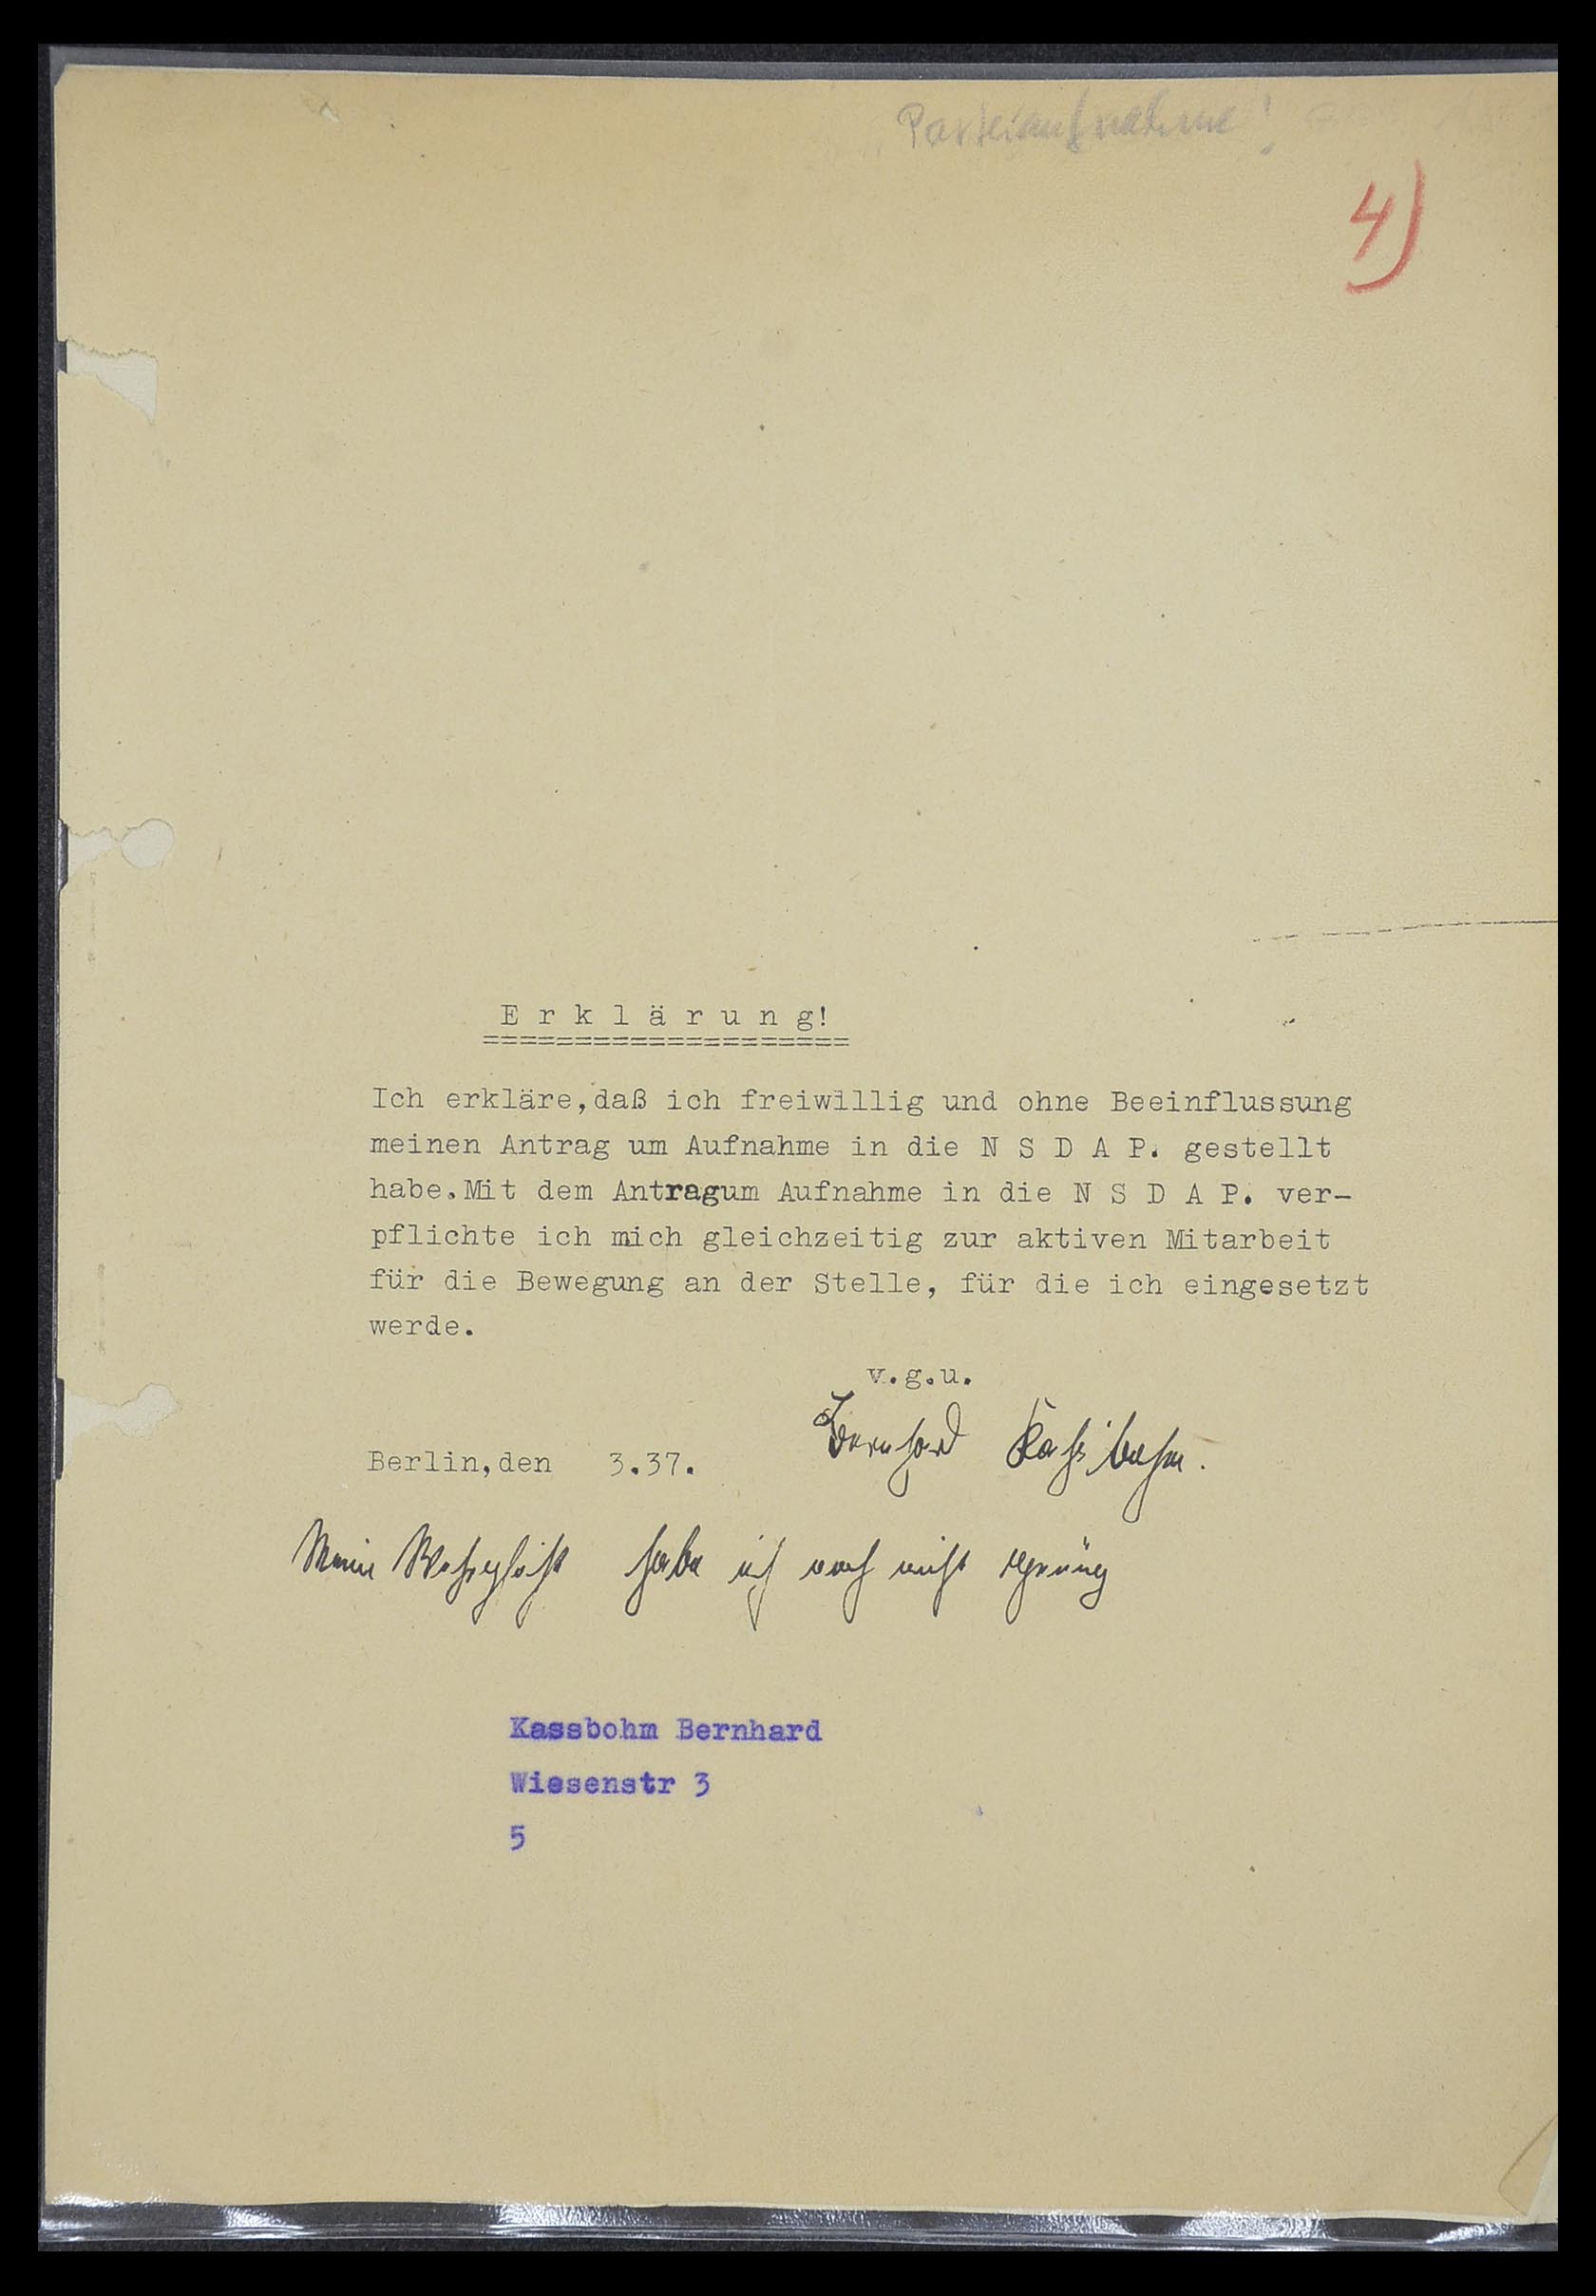 Parteiaufnahme!
4)
E r k l ä r u n g!
====================
Ich erkläre,daß ich freiwillig und ohne Beeinflussung
meinen Antrag um Aufnahme in die N S D A P. gestellt
habe.Mit dem Antragum Aufnahme in die N S D A P. ver-
pflichte ich mich gleichzeitig zur aktiven Mitarbeit
für die Bewegung an der Stelle, für die ich eingesetzt
werde.
v.g.u.
Bernhard Kassbohm.
Berlin,den 3.37.
habe ich noch nicht
Kassbohm Bernhard
Wiesenstr 3
5